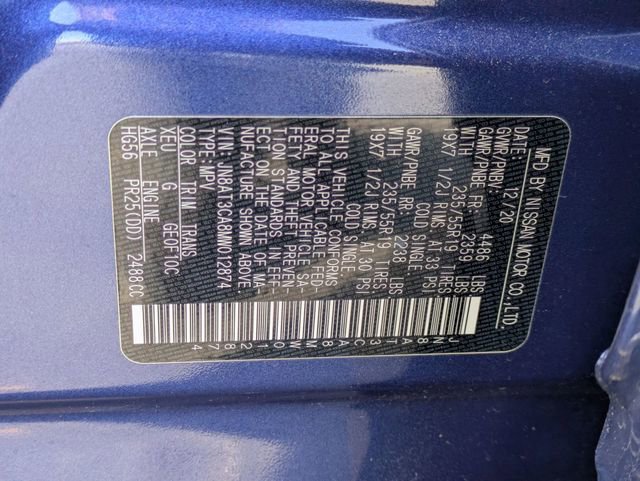 MFD BY NISSAN MOTOR CO.,LTD.
DATE: 12/20
GVWR/PNBV: 4486 LBS.
GAWR/PNBE FR: 2359 LBS.
WITH 235/55R19 TIRES,
19X7 1/2J RIMS, AT 33 PSI
COLD SINGLE.
GAWR/PNBE RR: 2238 LBS.
WITH 235/55R19 TIRES,
19X7 1/2J RIMS, AT 30 PSI
COLD SINGLE.
THIS VEHICLE CONFORMS
TO ALL APPLICABLE FED-
ERAL MOTOR VEHICLE SA-
FETY AND THEFT PREVEN-
TION STANDARDS IN EFF-
ECT ON THE DATE OF MA-
NUFACTURE SHOWN ABOVE.
TYPE:MPV
COLOR TRIM TRANS
XEU G GE0F10CC
AXLE ENGINE
HG56 PR25(DD) 2488CC
JN8AT3CA8MW012874